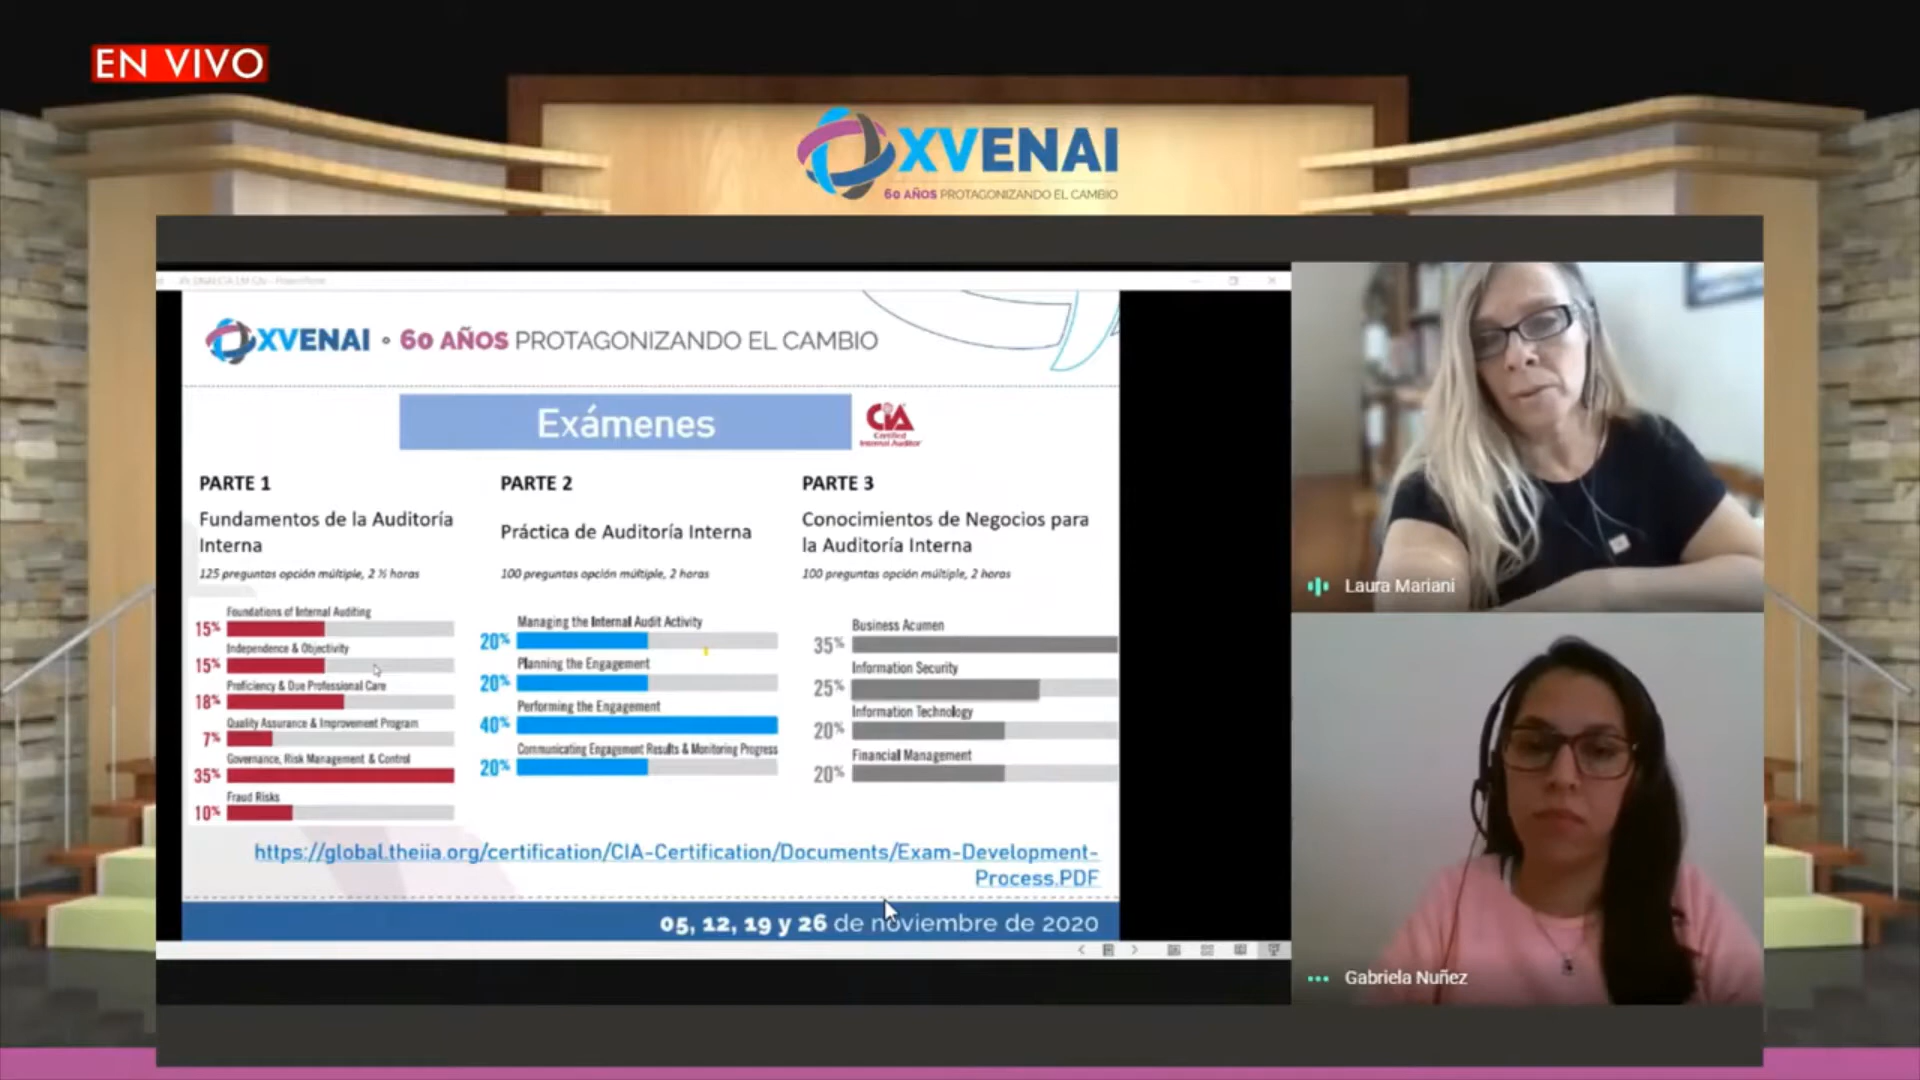 EN VIVO
XVENAI
60 AÑOS PROTAGONIZANDO EL CAMBIO
XVENAI • 60 AÑOS PROTAGONIZANDO EL CAMBIO
Exámenes
CIA
Certified
Internal Auditor
PARTE 1
Fundamentos de la Auditoría
Interna
125 preguntas opción múltiple, 2 ½ horas
Foundations of Internal Auditing
15%
Independence & Objectivity
15%
Proficiency & Due Professional Care
18%
Quality Assurance & Improvement Program
7%
Governance, Risk Management & Control
35%
Fraud Risks
10%
PARTE 2
Práctica de Auditoría Interna
100 preguntas opción múltiple, 2 horas
Managing the Internal Audit Activity
20%
Planning the Engagement
20%
Performing the Engagement
40%
Communicating Engagement Results & Monitoring Progress
20%
PARTE 3
Conocimientos de Negocios para
la Auditoría Interna
100 preguntas opción múltiple, 2 horas
Business Acumen
35%
Information Security
25%
Information Technology
20%
Financial Management
20%
https://global.theiia.org/certification/CIA-Certification/Documents/Exam-Development-
Process.PDF
05, 12, 19 y 26 de noviembre de 2020
Laura Mariani
Gabriela Nuñez